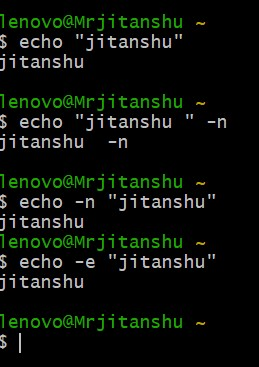 lenovo@Mrjitanshu ~
$ echo "jitanshu"
jitanshu
lenovo@Mrjitanshu ~
$ echo "jitanshu " -n
jitanshu  -n
lenovo@Mrjitanshu ~
$ echo -n "jitanshu"
jitanshu
lenovo@Mrjitanshu ~
$ echo -e "jitanshu"
jitanshu
lenovo@Mrjitanshu ~
$